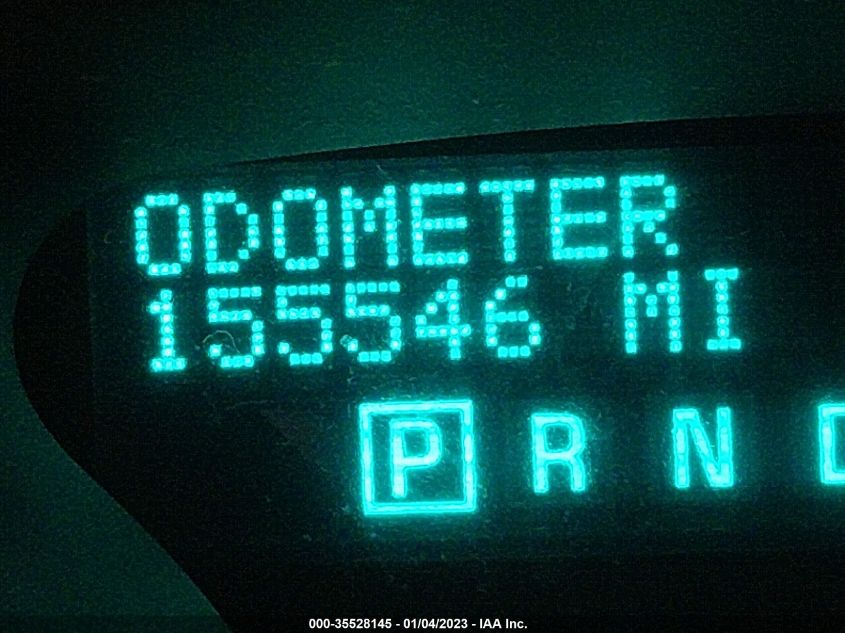 ODOMETER
155546 MI
P R N
000-35528145 - 01/04/2023 - IAA Inc.